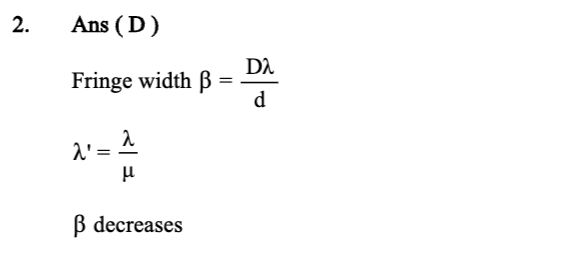 2. Ans ( D )
Fringe width β = Dλ / d
λ' = λ / μ
β decreases